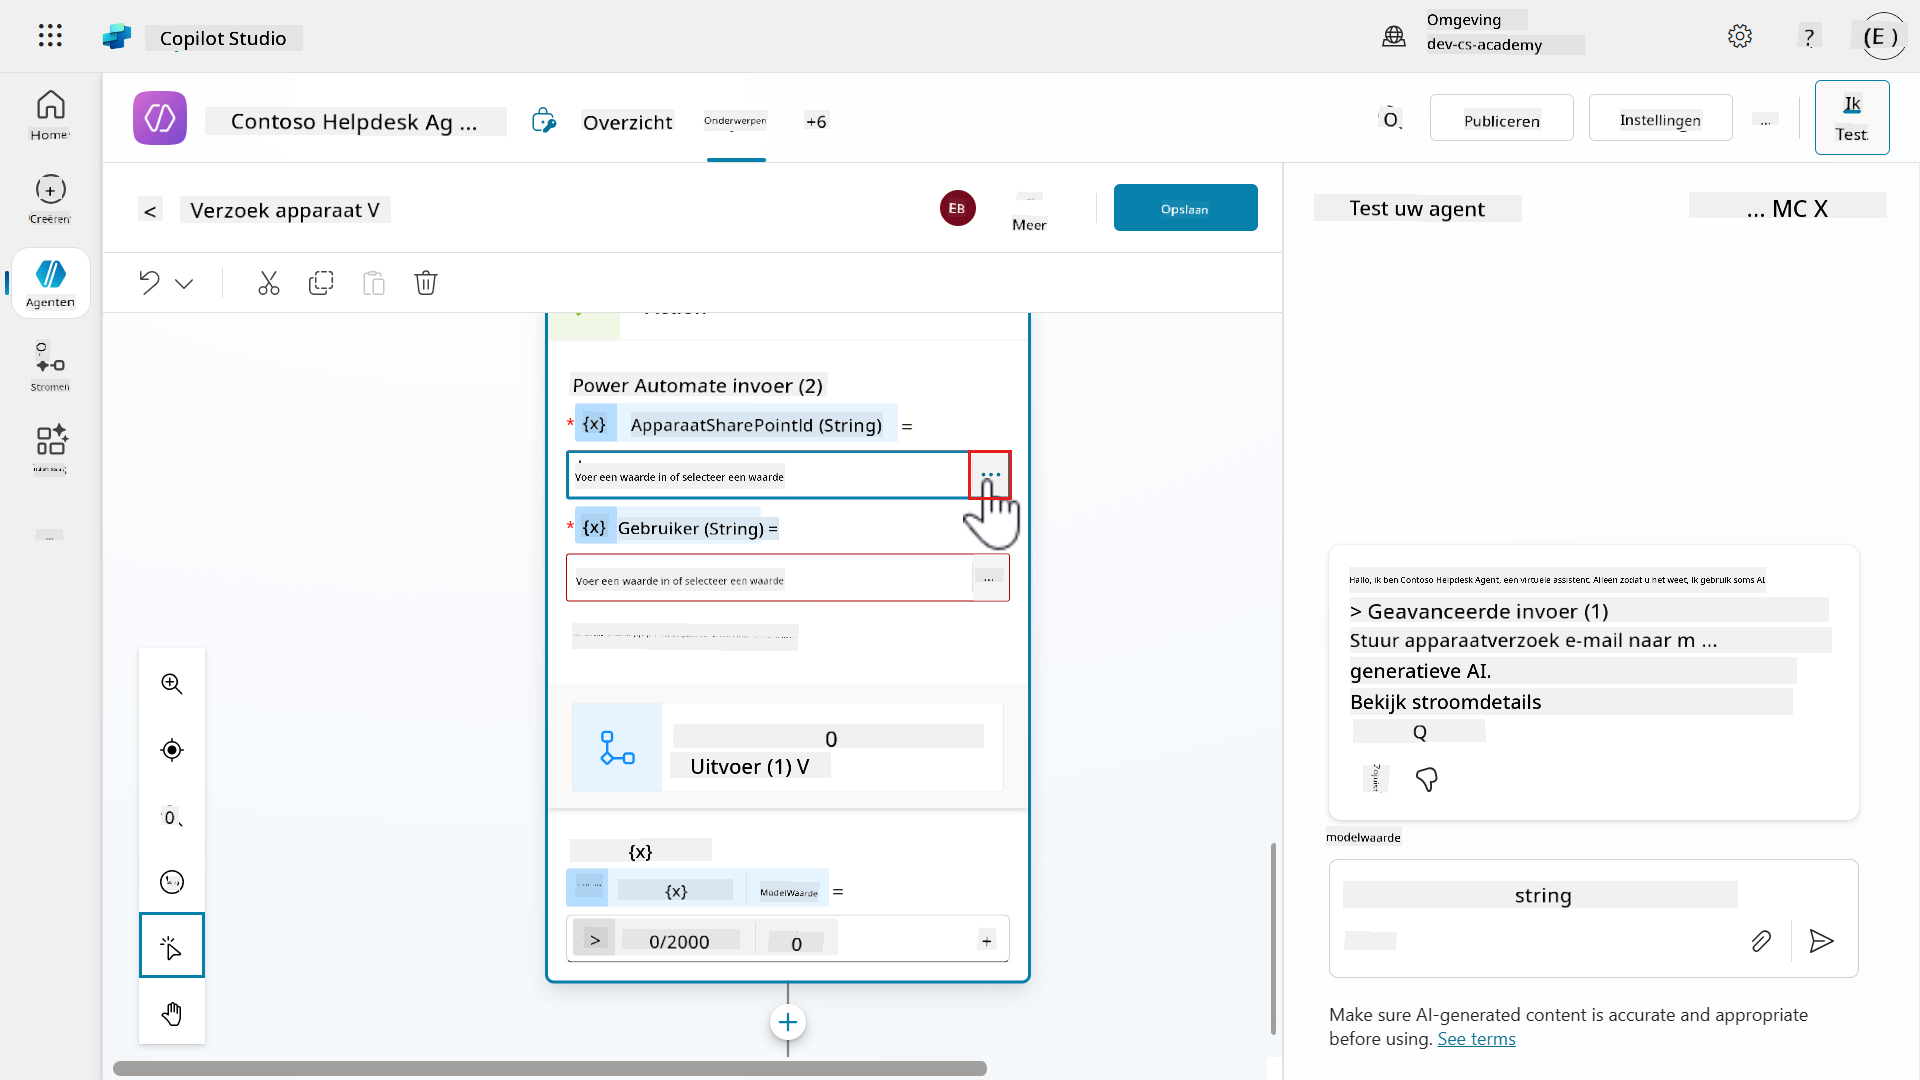 Copilot Studio
Omgeving
dev-cs-academy
?
(E )
Home
Creëren
Agenten
Stromen
Contoso Helpdesk Ag ...
Overzicht
Onderwerpen
+6
Publiceren
Instellingen
...
Ik
Test
< Verzoek apparaat V
EB
Meer
Opslaan
Test uw agent
... MC X
Power Automate invoer (2)
* {x} ApparaatSharePointId (String) =
Voer een waarde in of selecteer een waarde
...
* {x} Gebruiker (String) =
Voer een waarde in of selecteer een waarde
...
0
Uitvoer (1) V
{x}
{x} ModelWaarde =
> 0/2000 0 +
Hallo, ik ben Contoso Helpdesk Agent, een virtuele assistent. Alleen zodat u het weet, ik gebruik soms AI
> Geavanceerde invoer (1)
Stuur apparaatverzoek e-mail naar m ...
generatieve AI.
Bekijk stroomdetails
Q
modelwaarde
string
Make sure AI-generated content is accurate and appropriate
before using. See terms